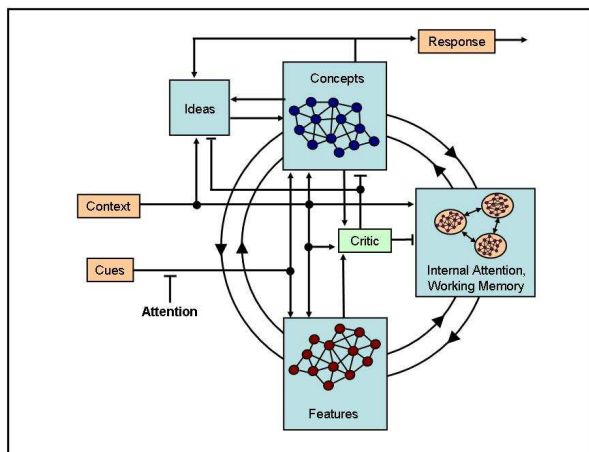 Response
Concepts
Ideas
Context
Critic
Cues
Internal Attention,
Working Memory
Attention
Features